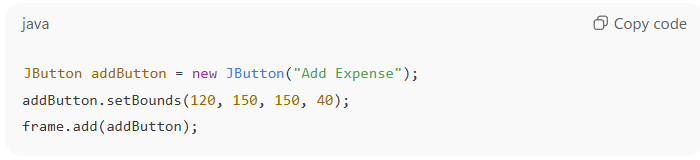 java
Copy code
JButton addButton = new JButton("Add Expense");
addButton.setBounds(120, 150, 150, 40);
frame.add(addButton);